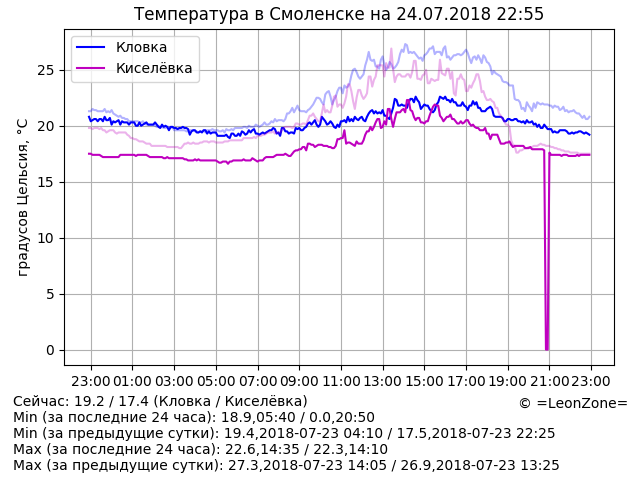 Температура в Смоленске на 24.07.2018 22:55
Кловка
Киселёвка
градусов Цельсия, °C
25
20
15
10
5
0
23:00 01:00 03:00 05:00 07:00 09:00 11:00 13:00 15:00 17:00 19:00 21:00 23:00
Сейчас: 19.2 / 17.4 (Кловка / Киселёвка)
© =LeonZone=
Min (за последние 24 часа): 18.9,05:40 / 0.0,20:50
Min (за предыдущие сутки): 19.4,2018-07-23 04:10 / 17.5,2018-07-23 22:25
Max (за последние 24 часа): 22.6,14:35 / 22.3,14:10
Max (за предыдущие сутки): 27.3,2018-07-23 14:05 / 26.9,2018-07-23 13:25